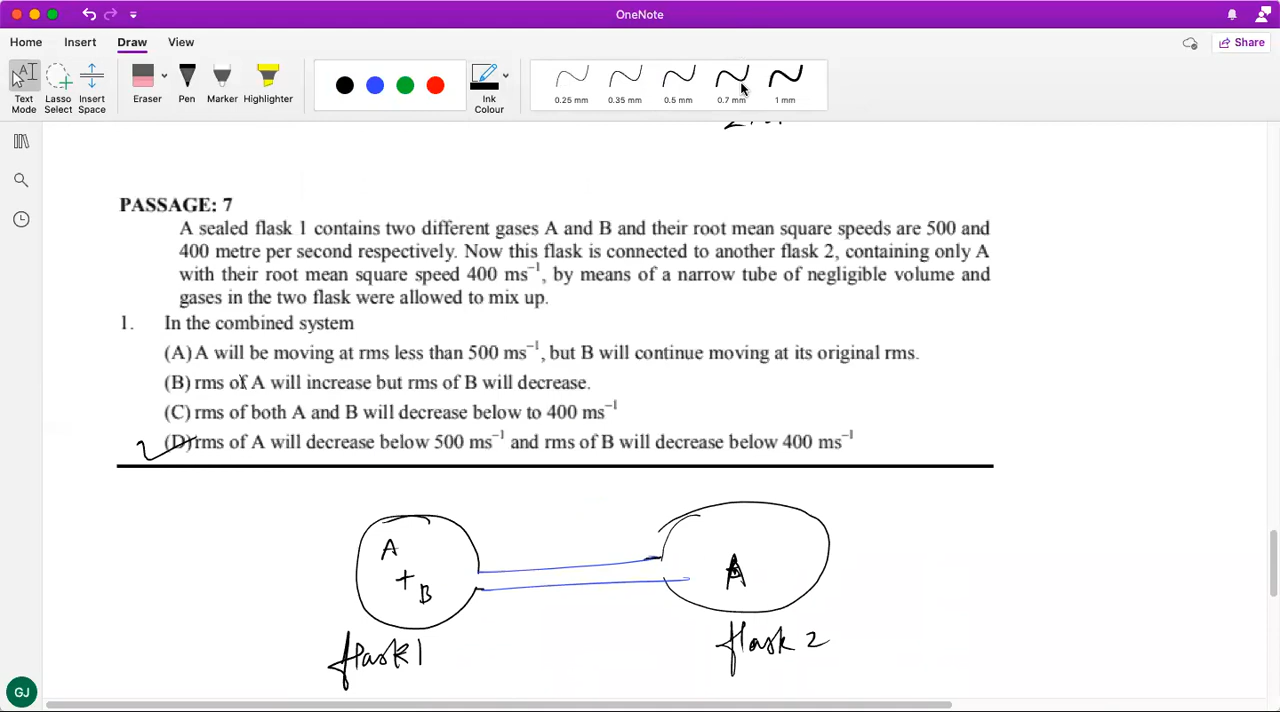 OneNote
Home Insert Draw View
Share
Text Mode
Lasso Select
Insert Space
Eraser
Pen
Marker
Highlighter
Ink Colour
0.25 mm
0.35 mm
0.5 mm
0.7 mm
1 mm
PASSAGE: 7
A sealed flask 1 contains two different gases A and B and their root mean square speeds are 500 and
400 metre per second respectively. Now this flask is connected to another flask 2, containing only A
with their root mean square speed 400 ms⁻¹, by means of a narrow tube of negligible volume and
gases in the two flask were allowed to mix up.
1. In the combined system
(A) A will be moving at rms less than 500 ms⁻¹, but B will continue moving at its original rms.
(B) rms of A will increase but rms of B will decrease.
(C) rms of both A and B will decrease below to 400 ms⁻¹
(D) rms of A will decrease below 500 ms⁻¹ and rms of B will decrease below 400 ms⁻¹
A
+
B
A
flask 1
flask 2
GJ